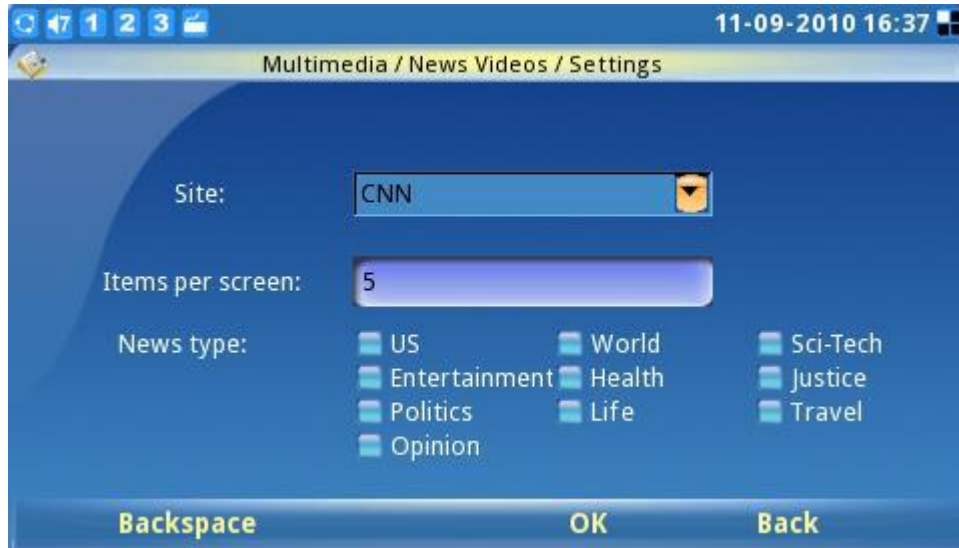 7 1 2 3 11-09-2010 16:37
Multimedia / News Videos / Settings
Site: CNN
Items per screen: 5
News type: US World Sci-Tech
Entertainment Health Justice
Politics Life Travel
Opinion
Backspace OK Back